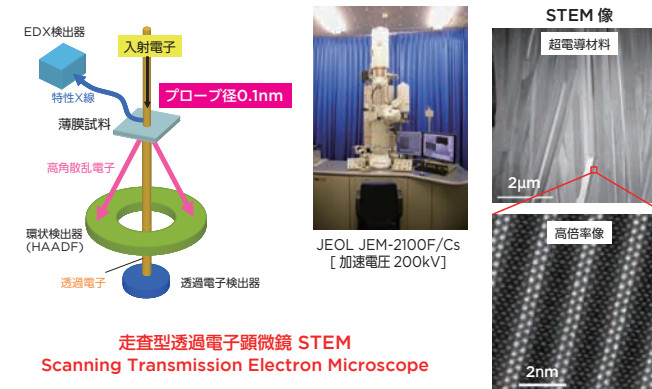 EDX検出器
入射電子
特性X線
プローブ径0.1nm
薄膜試料
高角散乱電子
環状検出器
(HAADF)
透過電子
透過電子検出器
JEOL JEM-2100F/Cs
[ 加速電圧 200kV]
STEM 像
超電導材料
2μm
高倍率像
2nm
走査型透過電子顕微鏡 STEM
Scanning Transmission Electron Microscope